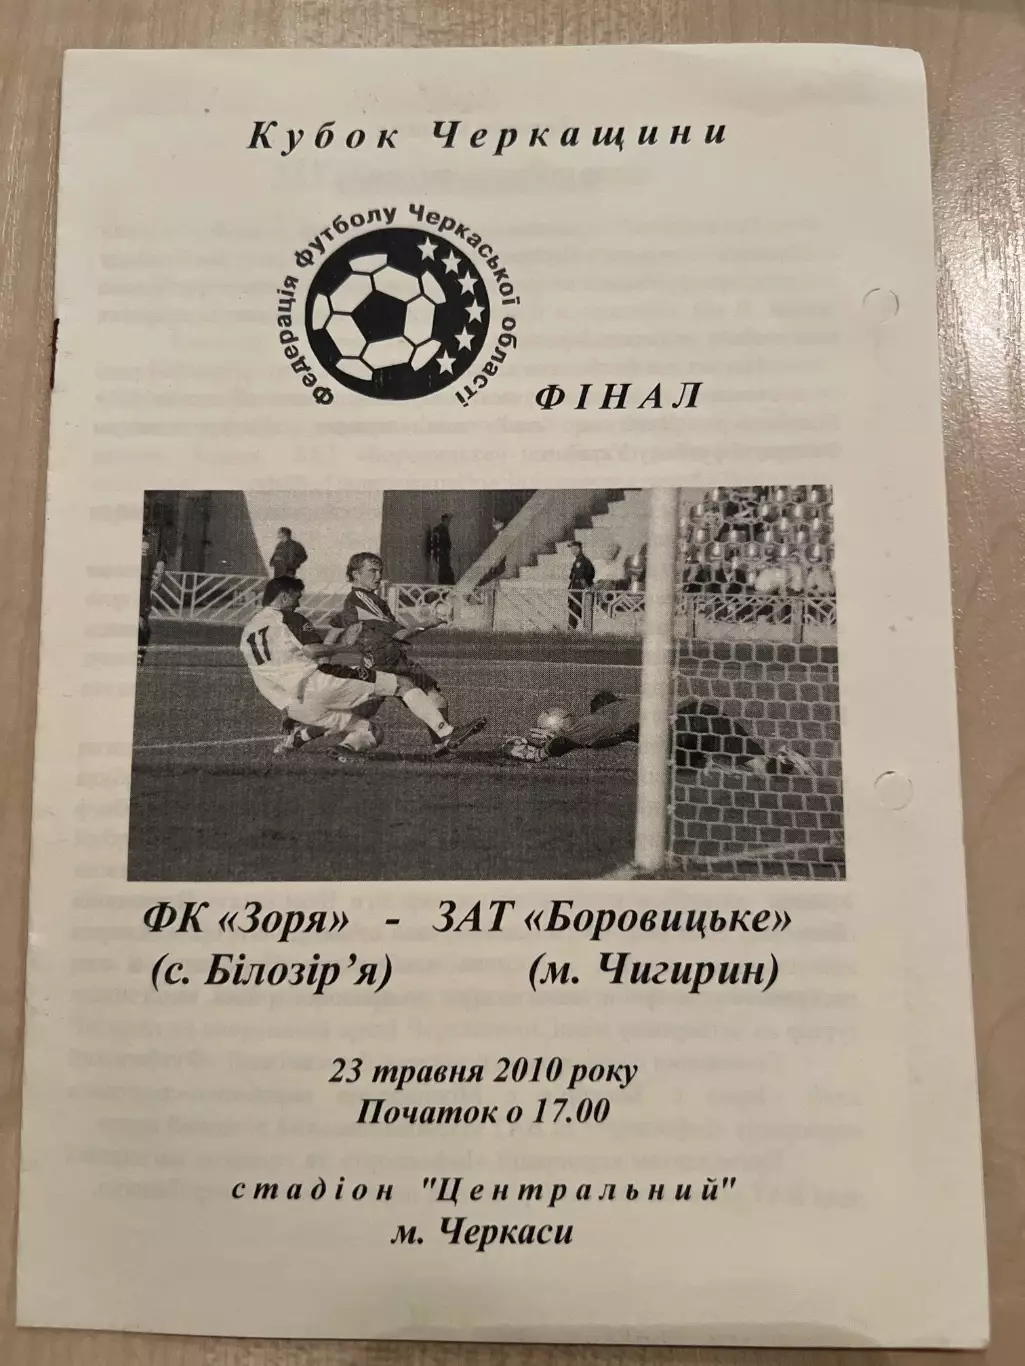 Кубок Черкащини
Федерація футболу Черкаської області
ФІНАЛ
17
ФК «Зоря» - ЗАТ «Боровицьке»
(с. Білозір’я) (м. Чигирин)
23 травня 2010 року
Початок о 17.00
стадіон "Центральний"
м. Черкаси